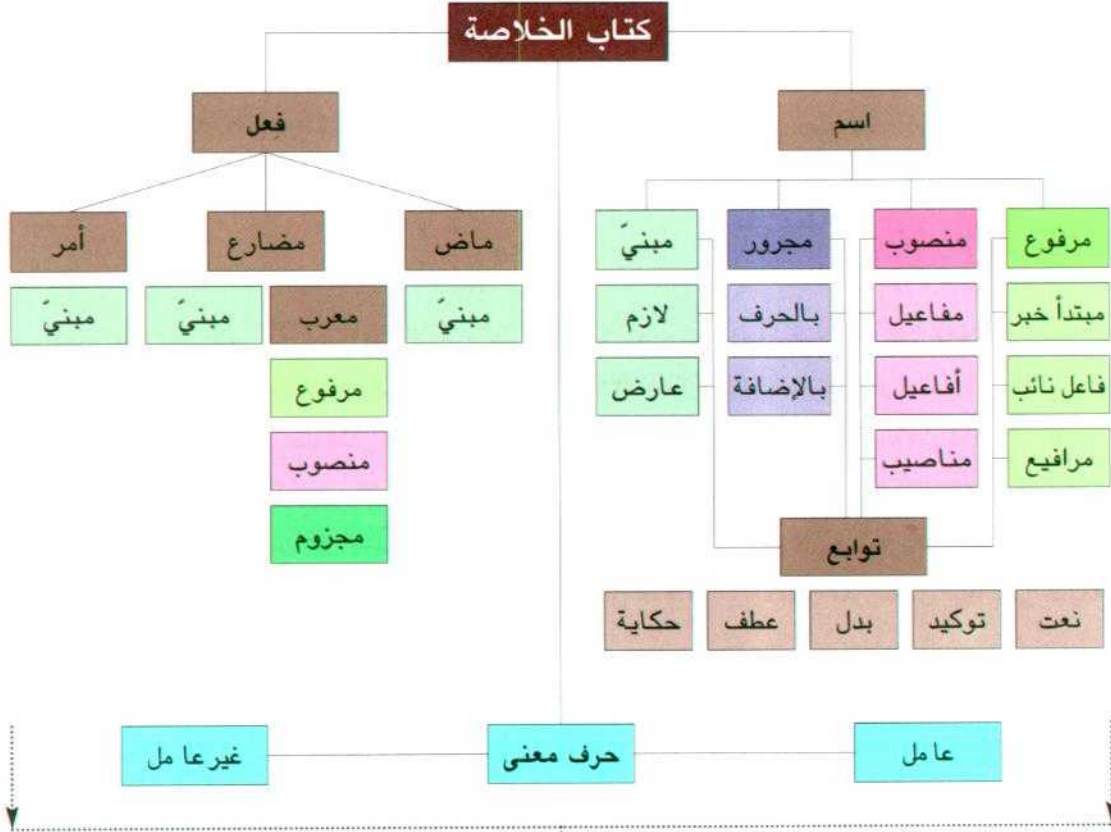 كتاب الخلاصة
اسم
مرفوع
مبتدأ خبر
فاعل نائب
مرافيع
منصوب
مفاعيل
أفاعيل
مناصيب
مجرور
بالحرف
بالإضافة
مبنيّ
لازم
عارض
توابع
نعت
توكيد
بدل
عطف
حكاية
فعل
ماض
مبنيّ
مضارع
معرب
مرفوع
منصوب
مجزوم
مبنيّ
أمر
مبنيّ
حرف معنى
عامل
غير عامل